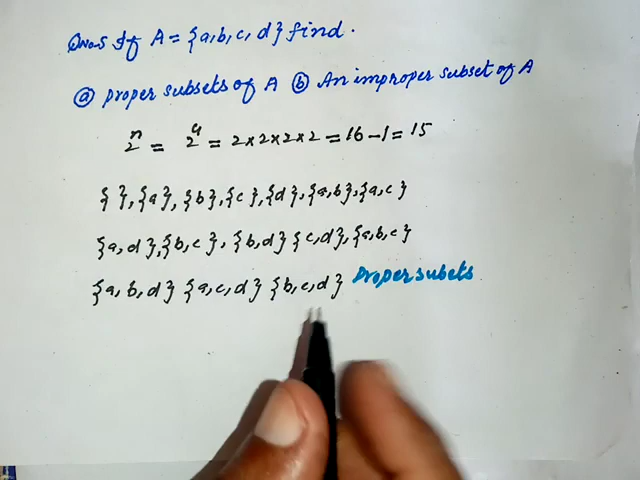 Ques If A = {a,b,c,d} find.
ⓐ proper subsets of A ⓑ An improper subset of A
2ⁿ = 2⁴ = 2×2×2×2 = 16-1 = 15
{ },{a},{b},{c},{d},{a,b},{a,c}
{a,d},{b,c},{b,d}{c,d},{a,b,c}
{a,b,d} {a,c,d} {b,c,d} Proper subsets